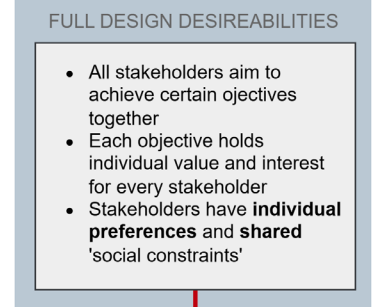 FULL DESIGN DESIREABILITIES
• All stakeholders aim to
achieve certain ojectives
together
• Each objective holds
individual value and interest
for every stakeholder
• Stakeholders have individual
preferences and shared
'social constraints'